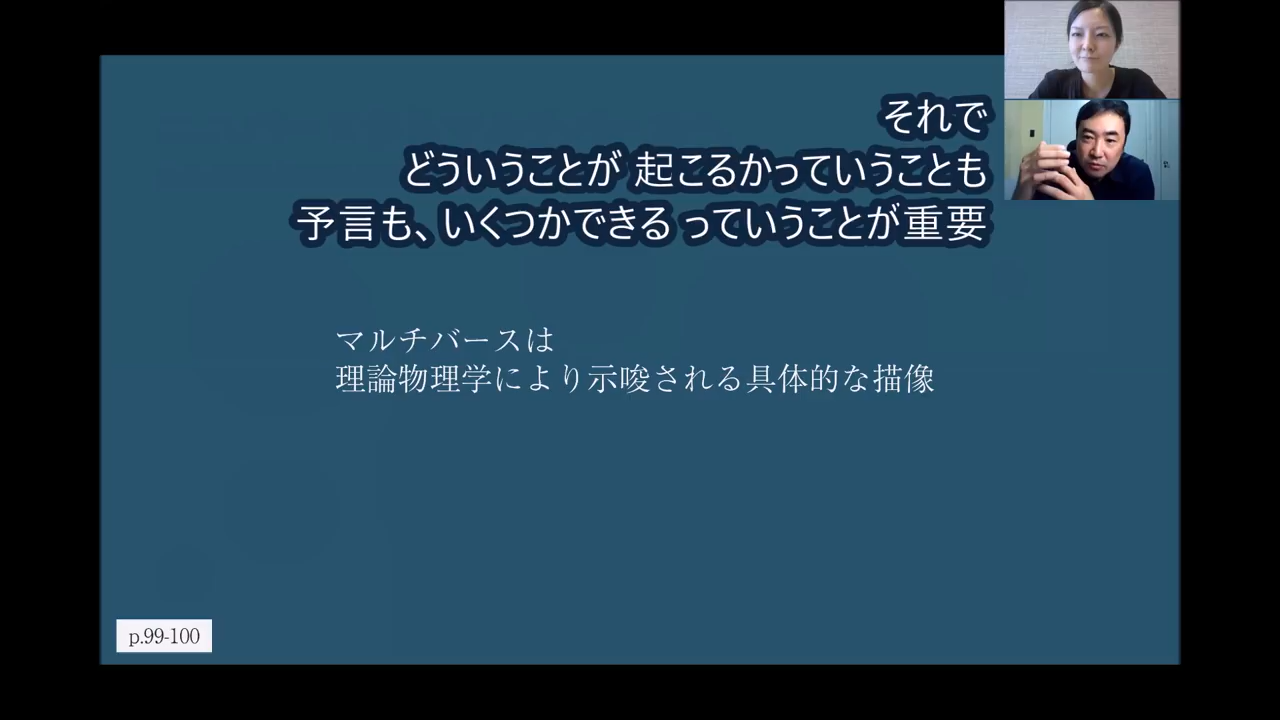 それで
どういうことが 起こるかっていうことも
予言も、いくつかできる っていうことが重要
マルチバースは
理論物理学により示唆される具体的な描像
p.99-100